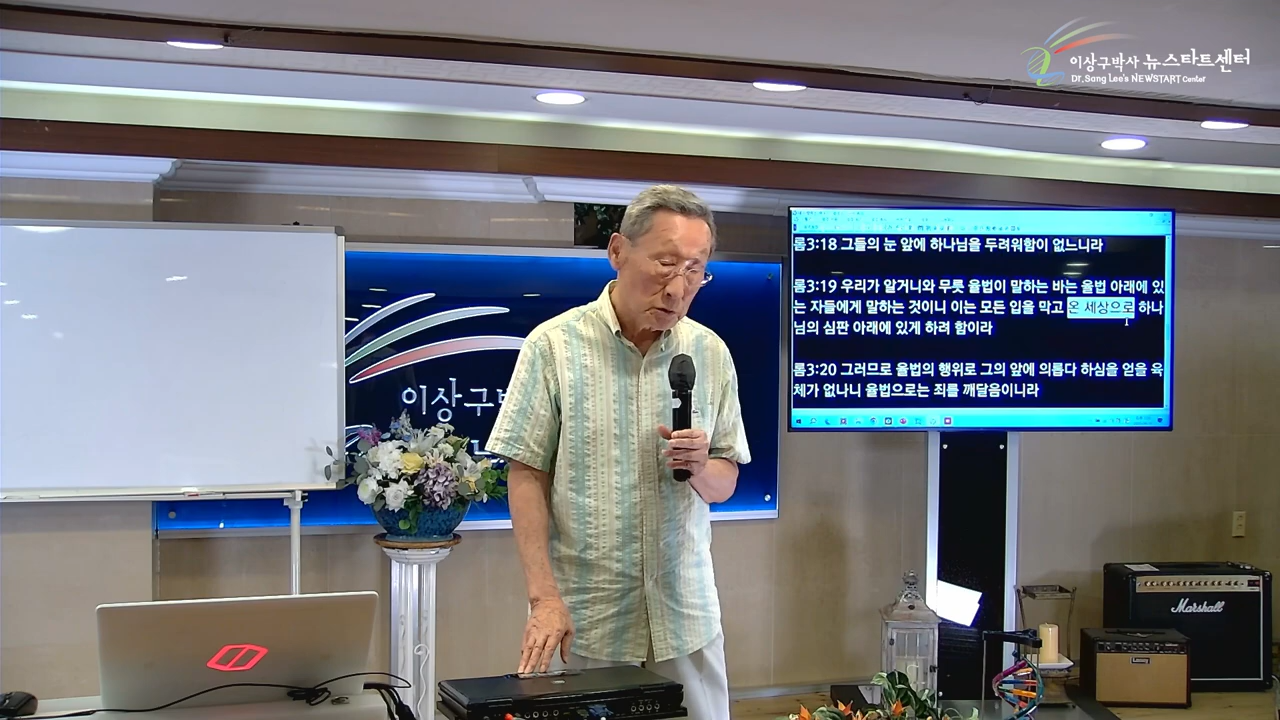 이상구박사 뉴스타트센터
Dr. Sang Lee's NEWSTART Center
롬3:18 그들의 눈 앞에 하나님을 두려워함이 없느니라
롬3:19 우리가 알거니와 무릇 율법이 말하는 바는 율법 아래에 있
는 자들에게 말하는 것이니 이는 모든 입을 막고 온 세상으로 하나
님의 심판 아래에 있게 하려 함이라
롬3:20 그러므로 율법의 행위로 그의 앞에 의롭다 하심을 얻을 육
체가 없나니 율법으로는 죄를 깨달음이니라
이상구
Marshall
Laney